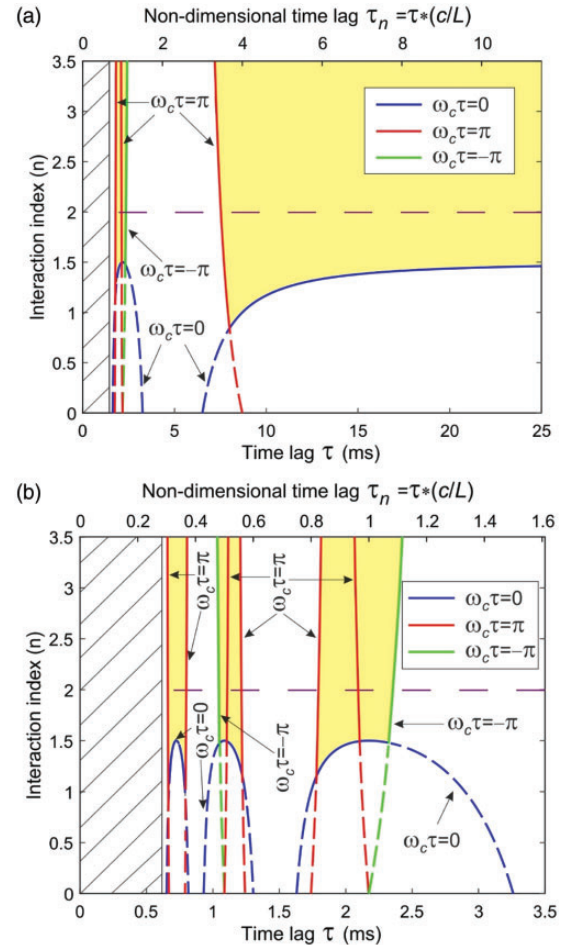 (a)
Non-dimensional time lag τn =τ*(c/L)
0 2 4 6 8 10
3.5
3
2.5
2
1.5
1
0.5
0
Interaction index (n)
ωcτ=π
ωcτ=-π
ωcτ=0
ωcτ=0
ωcτ=π
ωcτ=-π
0 5 10 15 20 25
Time lag τ (ms)
(b)
Non-dimensional time lag τn =τ*(c/L)
0 0.2 0.4 0.6 0.8 1 1.2 1.4 1.6
3.5
3
2.5
2
1.5
1
0.5
0
Interaction index (n)
ωcτ=π
ωcτ=π
ωcτ=0
ωcτ=-π
ωcτ=-π
ωcτ=0
ωcτ=0
ωcτ=π
ωcτ=-π
0 0.5 1 1.5 2 2.5 3 3.5
Time lag τ (ms)